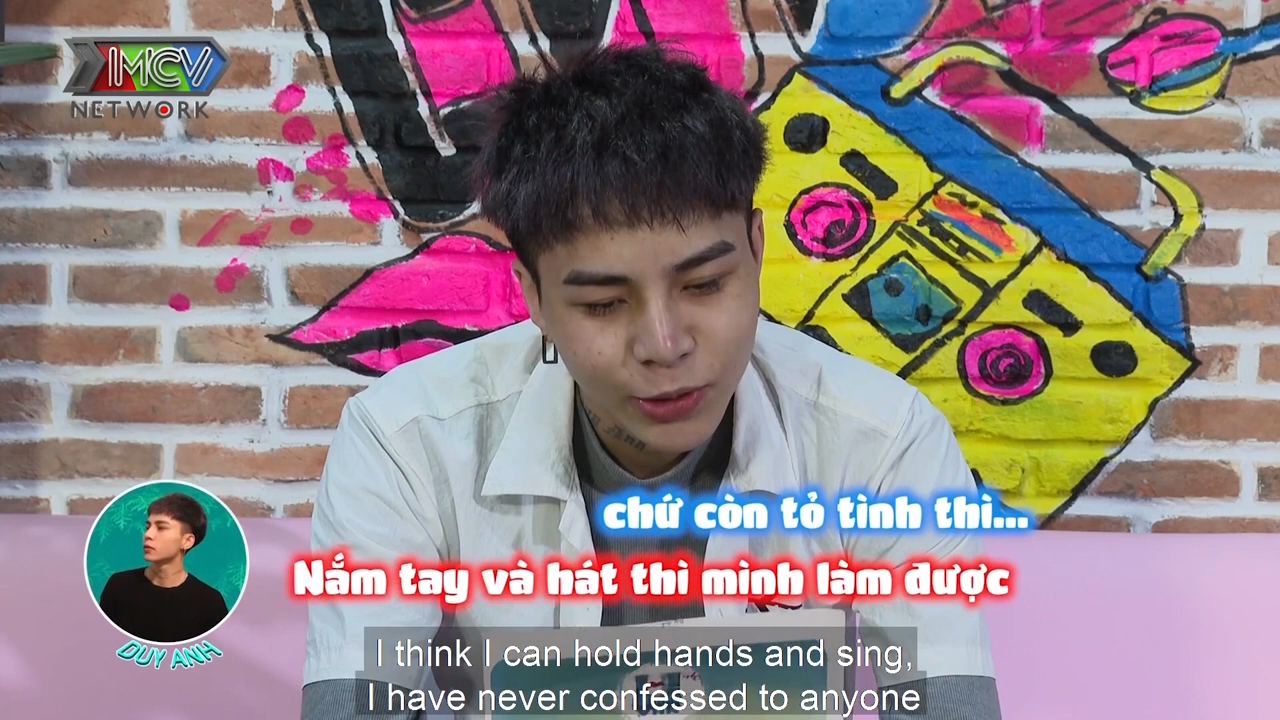 MCV
NETWORK
chứ còn tỏ tình thì...
Nắm tay và hát thì mình làm được
DUY ANH
I think I can hold hands and sing,
I have never confessed to anyone